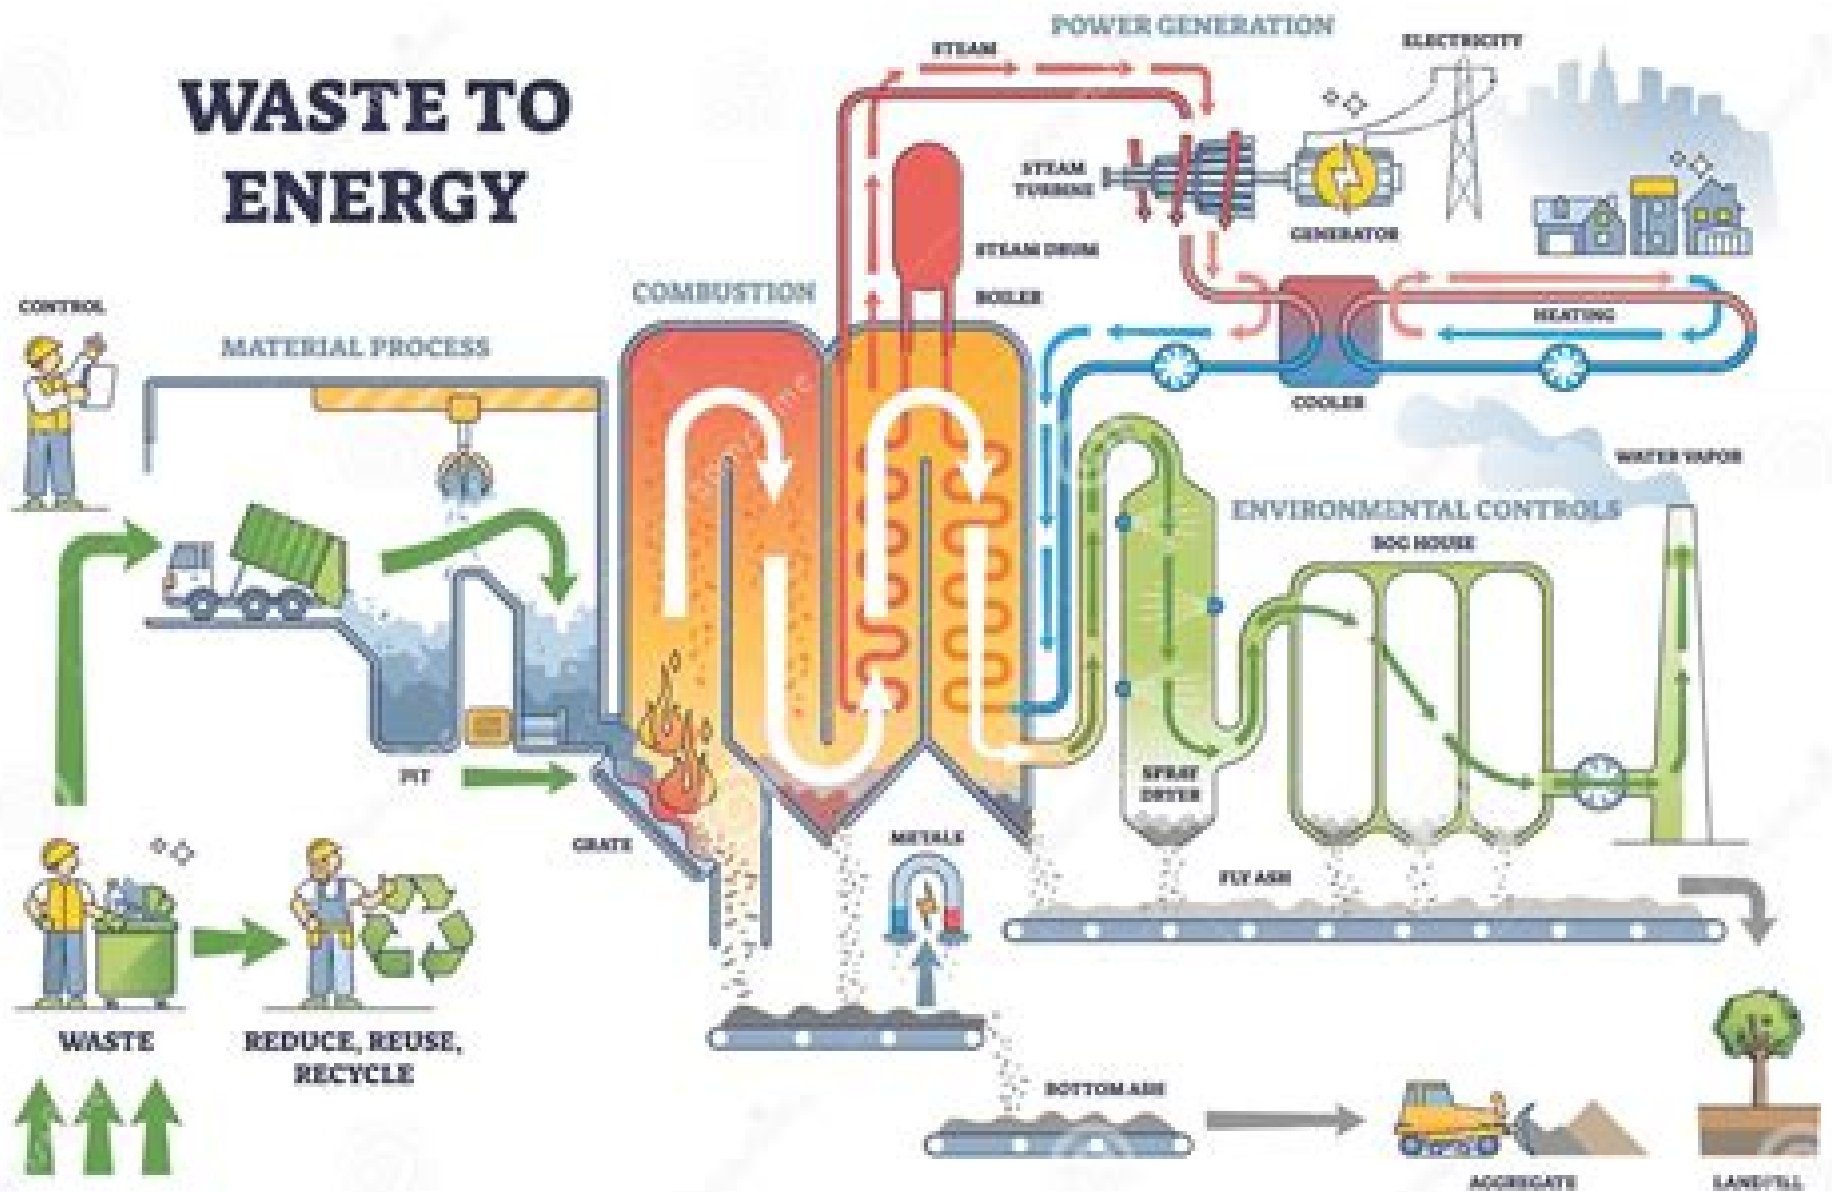 WASTE TO
ENERGY
POWER GENERATION
STEAM
ELECTRICITY
STEAM
TURBINE
GENERATOR
STEAM DRUM
BOILER
COMBUSTION
CONTROL
MATERIAL PROCESS
HEATING
COOLER
WATER VAPOR
ENVIRONMENTAL CONTROLS
BOG HOUSE
PIT
SPRAY
DRYER
GRATE
METALS
FLY ASH
WASTE
REDUCE, REUSE,
RECYCLE
BOTTOM ASH
AGGREGATE
LANDFILL